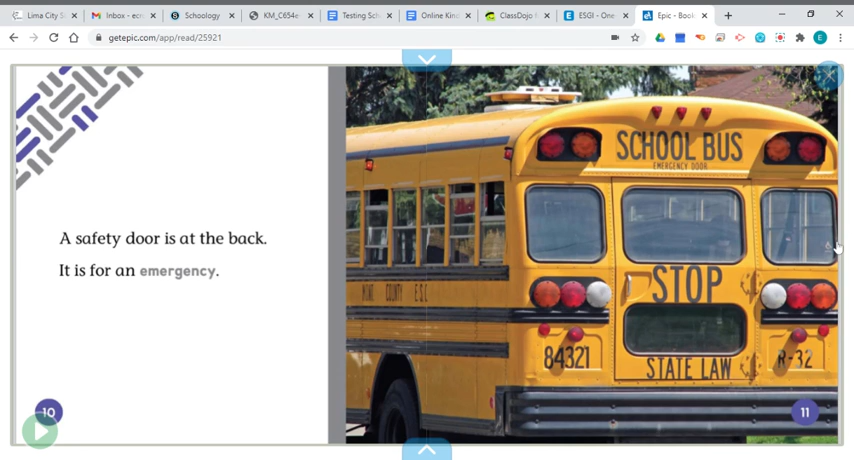 Lima City S
Inbox - eco
Schoology
KM_C654e
Testing Sch
Online Kin
ClassDojo f
ESGI - One
Epic - Book
getepic.com/app/read/25921
A safety door is at the back.
It is for an emergency.
10
SCHOOL BUS
EMERGENCY DOOR
STOP
COUNTY E S C
84321
STATE LAW
R-32
11